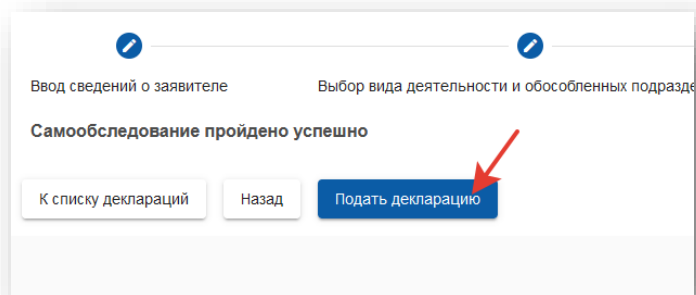 Ввод сведений о заявителе
Выбор вида деятельности и обособленных подразде
Самообследование пройдено успешно
К списку деклараций
Назад
Подать декларацию